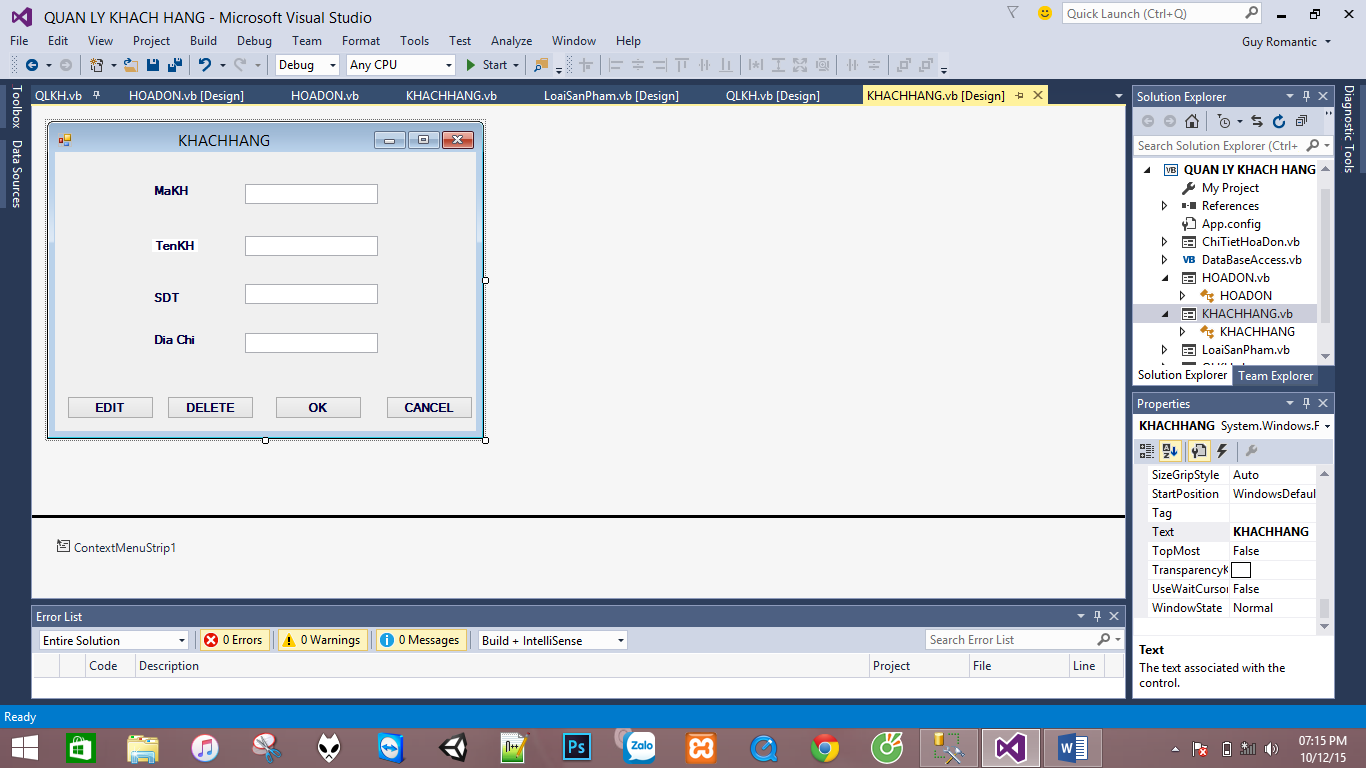 QUAN LY KHACH HANG - Microsoft Visual Studio
Quick Launch (Ctrl+Q)
File Edit View Project Build Debug Team Format Tools Test Analyze Window Help
Guy Romantic
Debug Any CPU Start
Toolbox
Data Sources
QLKH.vb HOADON.vb [Design] HOADON.vb KHACHHANG.vb LoaiSanPham.vb [Design] QLKH.vb [Design] KHACHHANG.vb [Design]
KHACHHANG
MaKH
TenKH
SDT
Dia Chi
EDIT DELETE OK CANCEL
ContextMenuStrip1
Solution Explorer
Search Solution Explorer (Ctrl+
QUAN LY KHACH HANG
My Project
References
App.config
ChiTietHoaDon.vb
DataBaseAccess.vb
HOADON.vb
HOADON
KHACHHANG.vb
KHACHHANG
LoaiSanPham.vb
Solution Explorer Team Explorer
Diagnostic Tools
Properties
KHACHHANG System.Windows.F
SizeGripStyle Auto
StartPosition WindowsDefaul
Tag
Text KHACHHANG
TopMost False
TransparencyK
UseWaitCursor False
WindowState Normal
Text
The text associated with the
control.
Error List
Entire Solution 0 Errors 0 Warnings 0 Messages Build + IntelliSense Search Error List
Code Description Project File Line
Ready
Ps
Zalo
07:15 PM
10/12/15